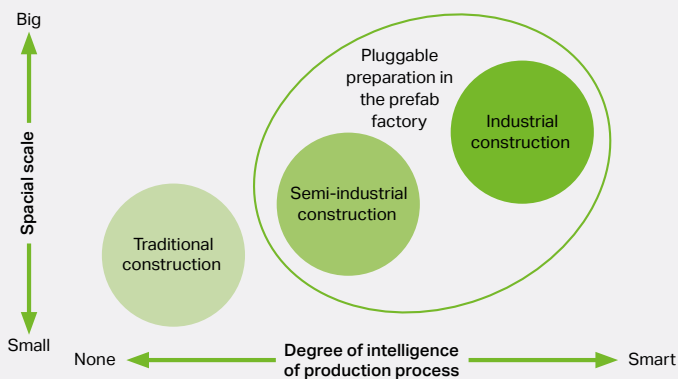 Big
Spacial scale
Small
Pluggable
preparation in
the prefab
factory
Industrial
construction
Semi-industrial
construction
Traditional
construction
None
Degree of intelligence
of production process
Smart